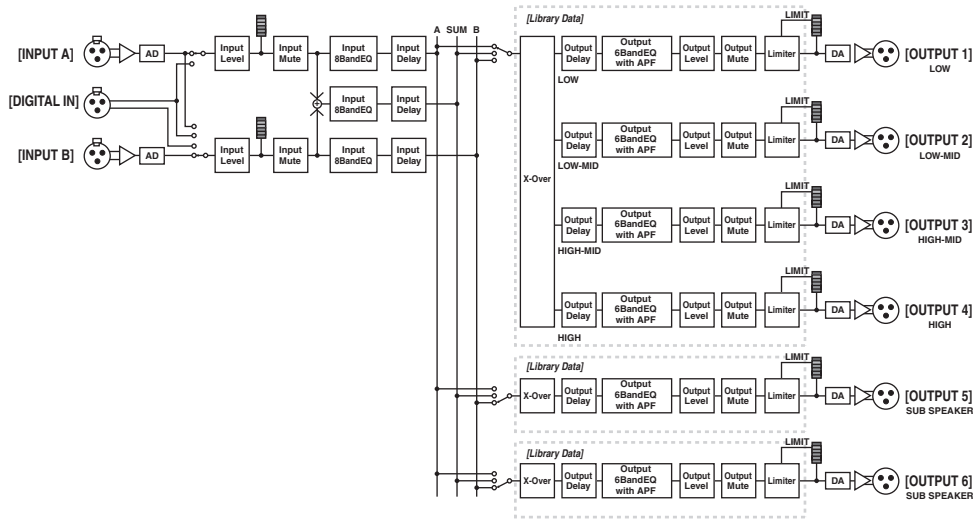 A SUM B
[Library Data]
LIMIT
[INPUT A]
AD
Input
Level
Input
Mute
Input
8BandEQ
Input
Delay
Output
Delay
Output
6BandEQ
with APF
Output
Level
Output
Mute
Limiter
DA
[OUTPUT 1]
LOW
LOW
[DIGITAL IN]
Input
8BandEQ
Input
Delay
LIMIT
[INPUT B]
AD
Input
Level
Input
Mute
Input
8BandEQ
Input
Delay
X-Over
Output
Delay
Output
6BandEQ
with APF
Output
Level
Output
Mute
Limiter
DA
[OUTPUT 2]
LOW-MID
LOW-MID
LIMIT
Output
Delay
Output
6BandEQ
with APF
Output
Level
Output
Mute
Limiter
DA
[OUTPUT 3]
HIGH-MID
HIGH-MID
LIMIT
Output
Delay
Output
6BandEQ
with APF
Output
Level
Output
Mute
Limiter
DA
[OUTPUT 4]
HIGH
HIGH
[Library Data]
LIMIT
X-Over
Output
Delay
Output
6BandEQ
with APF
Output
Level
Output
Mute
Limiter
DA
[OUTPUT 5]
SUB SPEAKER
[Library Data]
LIMIT
X-Over
Output
Delay
Output
6BandEQ
with APF
Output
Level
Output
Mute
Limiter
DA
[OUTPUT 6]
SUB SPEAKER
A SUM B